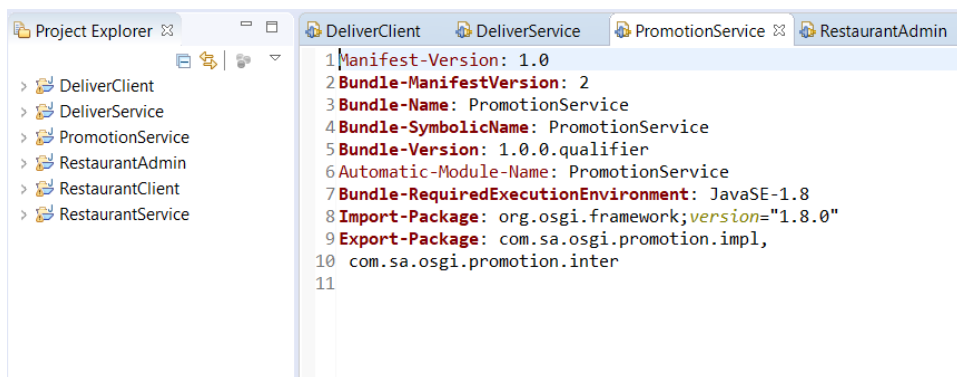 Project Explorer
DeliverClient
DeliverService
PromotionService
RestaurantAdmin
DeliverClient
DeliverService
PromotionService
RestaurantAdmin
RestaurantClient
RestaurantService
1 Manifest-Version: 1.0
2 Bundle-ManifestVersion: 2
3 Bundle-Name: PromotionService
4 Bundle-SymbolicName: PromotionService
5 Bundle-Version: 1.0.0.qualifier
6 Automatic-Module-Name: PromotionService
7 Bundle-RequiredExecutionEnvironment: JavaSE-1.8
8 Import-Package: org.osgi.framework;version="1.8.0"
9 Export-Package: com.sa.osgi.promotion.impl,
10 com.sa.osgi.promotion.inter
11